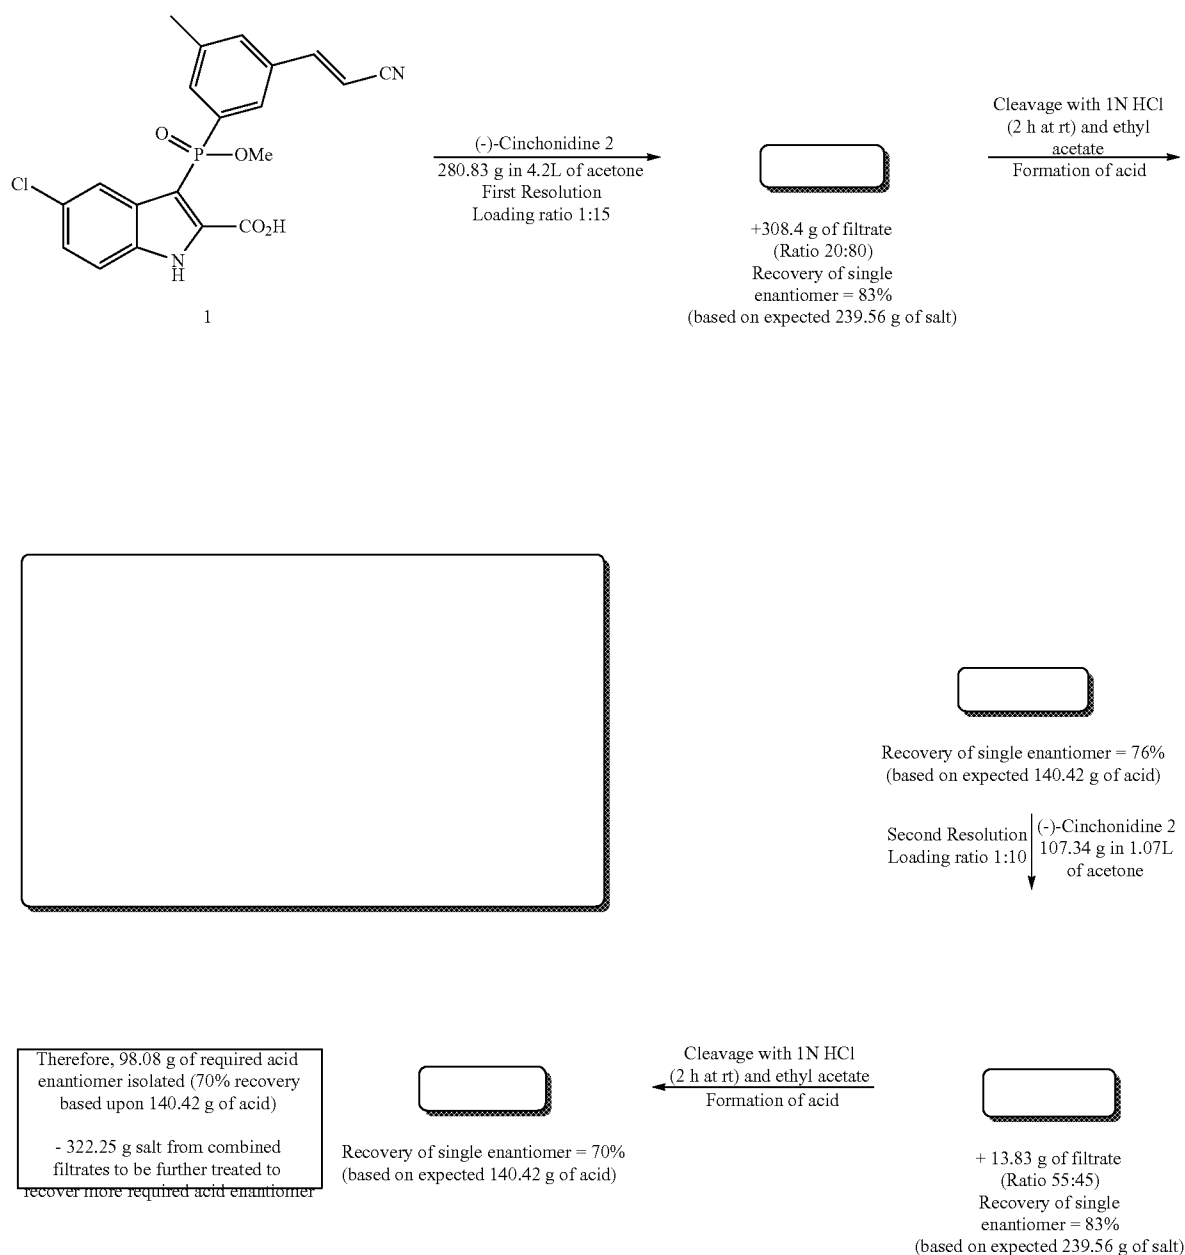 CN
O
P
OMe
Cl
CO2H
N
H
1
(-)-Cinchonidine 2
280.83 g in 4.2L of acetone
First Resolution
Loading ratio 1:15
+308.4 g of filtrate
(Ratio 20:80)
Recovery of single
enantiomer = 83%
(based on expected 239.56 g of salt)
Cleavage with 1N HCl
(2 h at rt) and ethyl
acetate
Formation of acid
Recovery of single enantiomer = 76%
(based on expected 140.42 g of acid)
Second Resolution
Loading ratio 1:10
(-)-Cinchonidine 2
107.34 g in 1.07L
of acetone
+ 13.83 g of filtrate
(Ratio 55:45)
Recovery of single
enantiomer = 83%
(based on expected 239.56 g of salt)
Cleavage with 1N HCl
(2 h at rt) and ethyl acetate
Formation of acid
Recovery of single enantiomer = 70%
(based on expected 140.42 g of acid)
Therefore, 98.08 g of required acid
enantiomer isolated (70% recovery
based upon 140.42 g of acid)
- 322.25 g salt from combined
filtrates to be further treated to
recover more required acid enantiomer